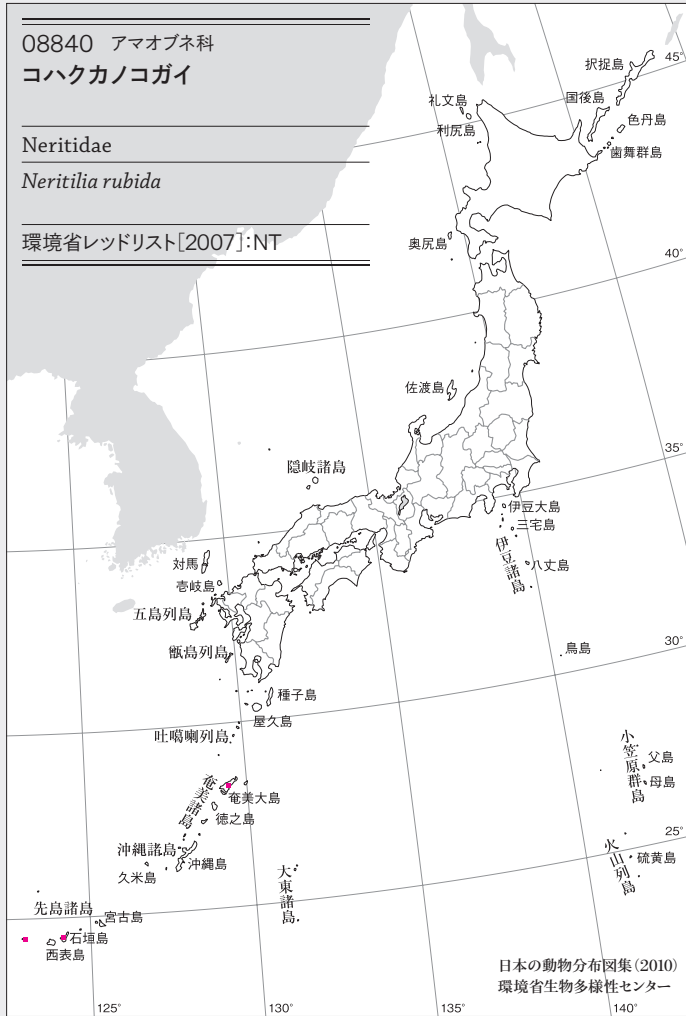 08840 アマオブネ科
コハクカノコガイ
Neritidae
Neritilia rubida
環境省レッドリスト[2007]:NT
択捉島
45°
国後島
礼文島
色丹島
利尻島
歯舞群島
奥尻島
40°
佐渡島
35°
隠岐諸島
伊豆大島
三宅島
伊豆諸島
八丈島
対馬
壱岐島
五島列島
甑島列島
鳥島
30°
種子島
屋久島
吐噶喇列島
小笠原群島
父島
母島
奄美諸島
奄美大島
徳之島
25°
沖縄諸島
沖縄島
久米島
火山列島
硫黄島
大東諸島
先島諸島
宮古島
石垣島
西表島
日本の動物分布図集(2010)
環境省生物多様性センター
125°
130°
135°
140°